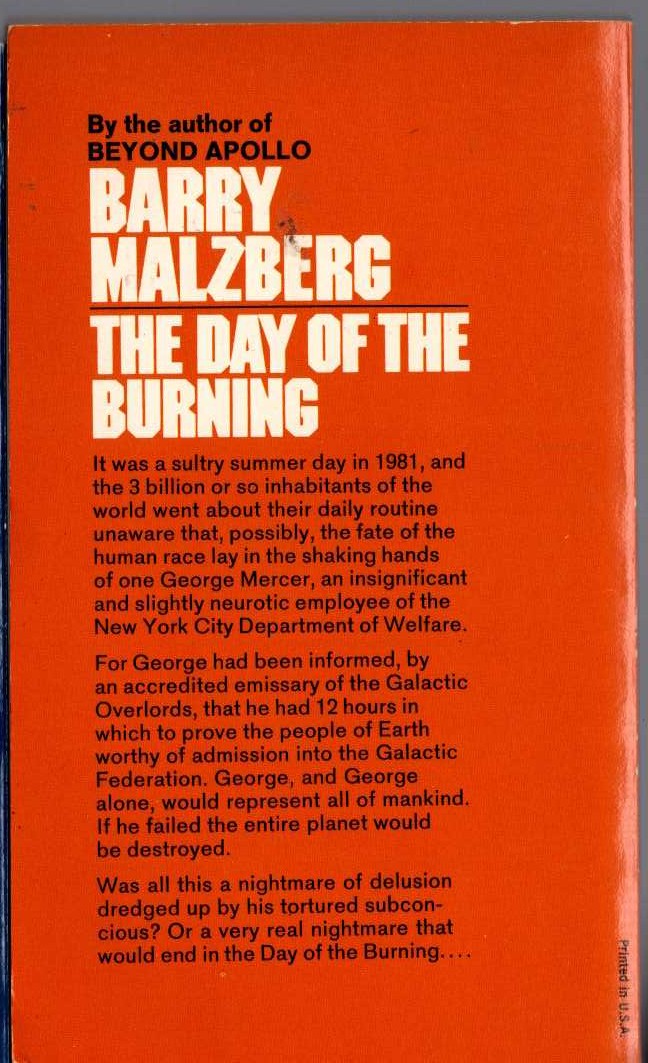 By the author of
BEYOND APOLLO
BARRY
MALZBERG
THE DAY OF THE
BURNING
It was a sultry summer day in 1981, and
the 3 billion or so inhabitants of the
world went about their daily routine
unaware that, possibly, the fate of the
human race lay in the shaking hands
of one George Mercer, an insignificant
and slightly neurotic employee of the
New York City Department of Welfare.
For George had been informed, by
an accredited emissary of the Galactic
Overlords, that he had 12 hours in
which to prove the people of Earth
worthy of admission into the Galactic
Federation. George, and George
alone, would represent all of mankind.
If he failed the entire planet would
be destroyed.
Was all this a nightmare of delusion
dredged up by his tortured subcon-
cious? Or a very real nightmare that
would end in the Day of the Burning....
Printed in U.S.A.